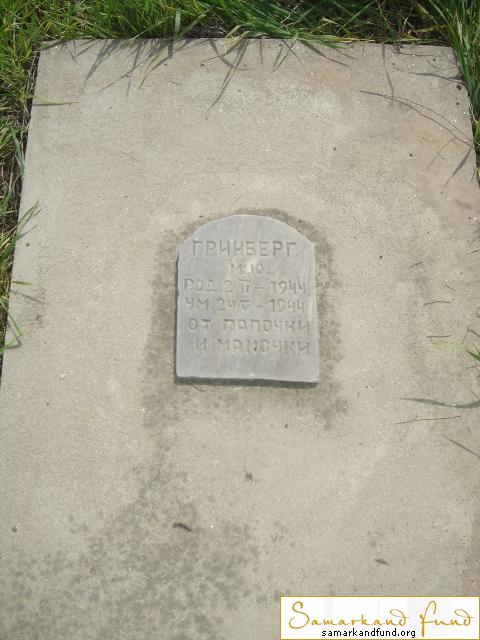 ГРИНБЕРГ.
М.Ю.
РОД. 2 II - 1944
УМ. 24 V - 1944
ОТ ПАПОЧКИ
И МАМОЧКИ
Samarkand Fund
samarkandfund.org